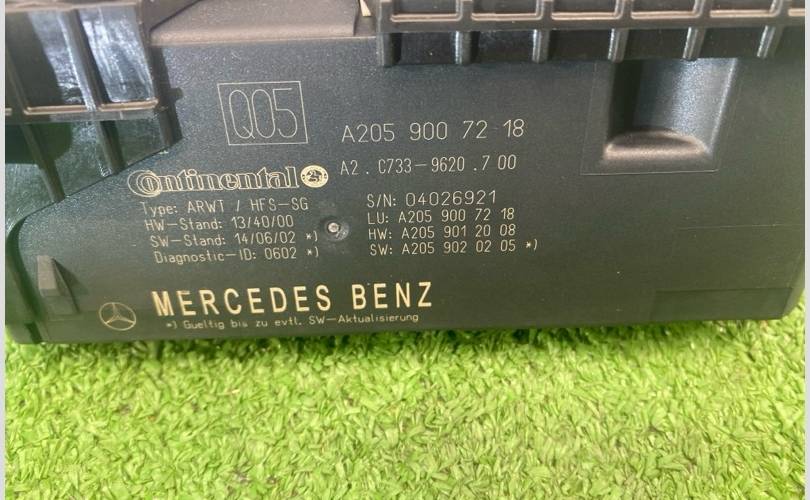 Q05
A205 900 72 18
A2.C733-9620.700
Continental
Type: ARWT / HFS-SG
HW-Stand: 13/40/00
SW-Stand: 14/06/02 *)
Diagnostic-ID: 0602 *)
S/N: 04026921
LU: A205 900 72 18
HW: A205 901 20 08
SW: A205 902 02 05 *)
MERCEDES BENZ
*) Gueltig bis zu evtl. SW-Aktualisierung